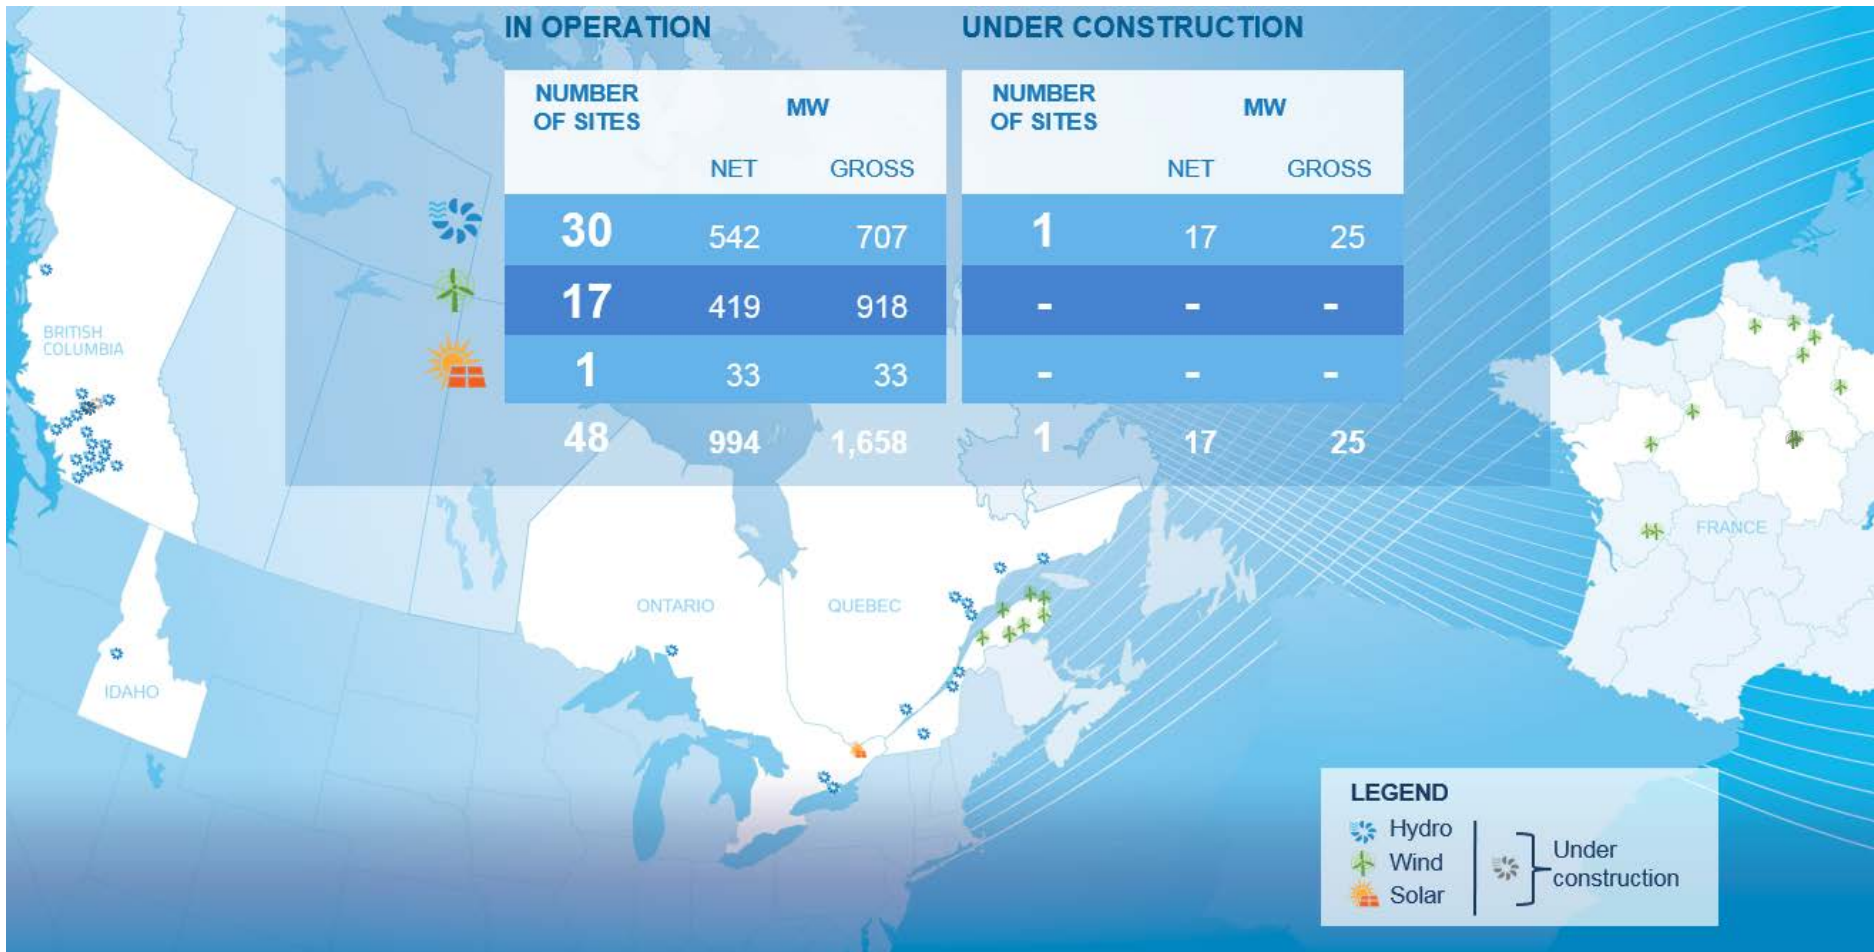 IN OPERATION
UNDER CONSTRUCTION
NUMBER
OF SITES
MW
NUMBER
OF SITES
MW
NET GROSS
NET GROSS
30 542 707
1 17 25
17 419 918
- - -
1 33 33
- - -
48 994 1,658
1 17 25
BRITISH
COLUMBIA
FRANCE
ONTARIO
QUEBEC
IDAHO
LEGEND
Hydro
Wind
Solar
Under
construction